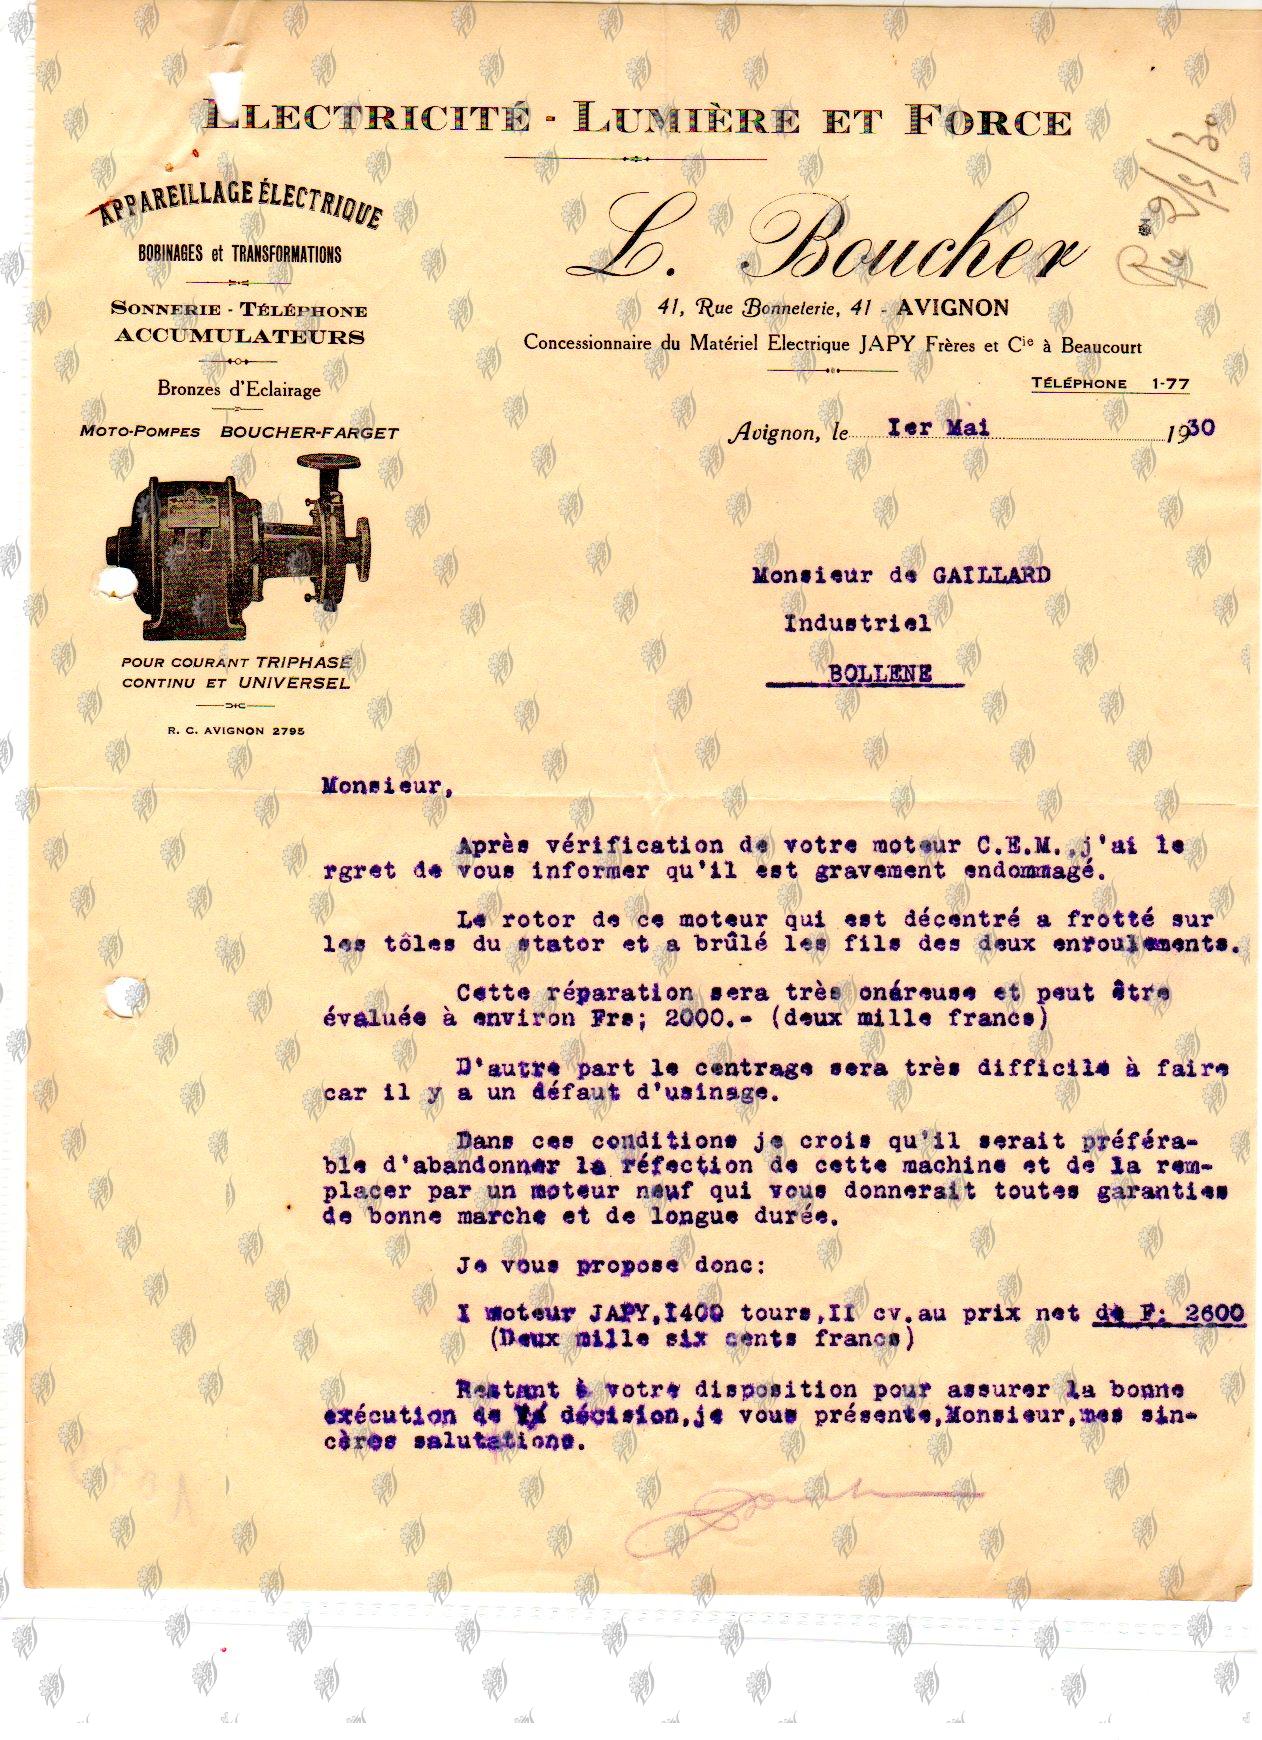 ELECTRICITÉ - LUMIÈRE ET FORCE
APPAREILLAGE ÉLECTRIQUE
BOBINAGES et TRANSFORMATIONS
SONNERIE - TÉLÉPHONE
ACCUMULATEURS
Bronzes d'Eclairage
MOTO-POMPES BOUCHER-FARGET
POUR COURANT TRIPHASÉ
CONTINU ET UNIVERSEL
R. C. AVIGNON 2795
L. Boucher
41, Rue Bonneterie, 41 - AVIGNON
Concessionnaire du Matériel Electrique JAPY Frères et Cie à Beaucourt
TÉLÉPHONE 1-77
2/5/30
Avignon, le Ier Mai 1930
Monsieur de GAILLARD
Industriel
BOLLENE
Monsieur,
Après vérification de votre moteur C.E.M.,j'ai le
rgret de vous informer qu'il est gravement endommagé.
Le rotor de ce moteur qui est décentré a frotté sur
les tôles du stator et a brûlé les fils des deux enroulements.
Cette réparation sera très onéreuse et peut être
évaluée à environ Frs; 2000.- (deux mille francs)
D'autre part le centrage sera très difficile à faire
car il y a un défaut d'usinage.
Dans ces conditions je crois qu'il serait préféra-
ble d'abandonner la réfection de cette machine et de la rem-
placer par un moteur neuf qui vous donnerait toutes garanties
de bonne marche et de longue durée.
Je vous propose donc:
I moteur JAPY,I400 tours,II cv.au prix net de F: 2600
(Deux mille six cents francs)
Restant à votre disposition pour assurer la bonne
exécution de décision,je vous présente,Monsieur,mes sin-
cères salutations.